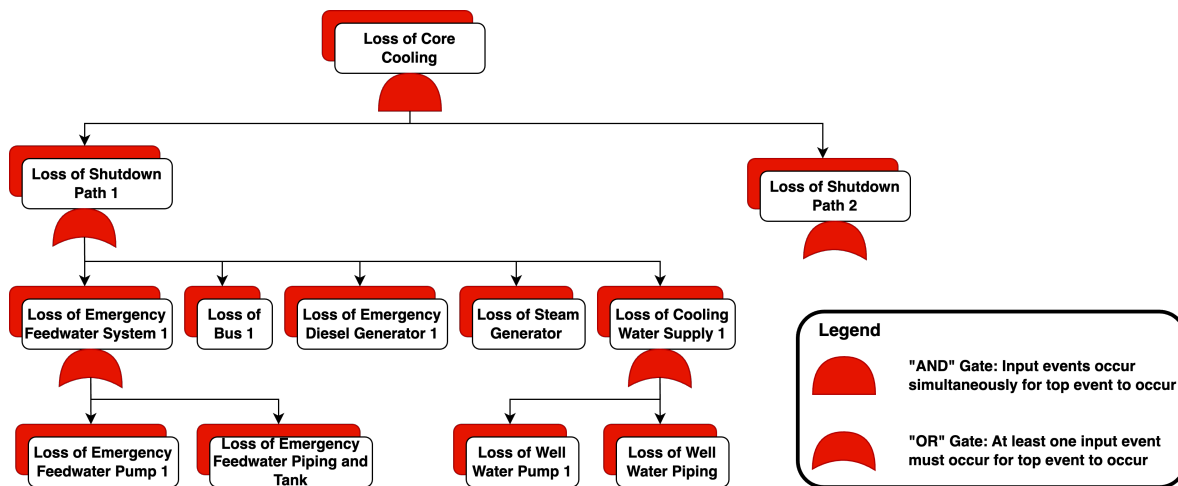 Loss of Core
Cooling
Loss of Shutdown
Path 1
Loss of Shutdown
Path 2
Loss of Emergency
Feedwater System 1
Loss of
Bus 1
Loss of Emergency
Diesel Generator 1
Loss of Steam
Generator
Loss of Cooling
Water Supply 1
Loss of Emergency
Feedwater Pump 1
Loss of Emergency
Feedwater Piping and
Tank
Loss of Well
Water Pump 1
Loss of Well
Water Piping
Legend
"AND" Gate: Input events occur
simultaneously for top event to occur
"OR" Gate: At least one input event
must occur for top event to occur